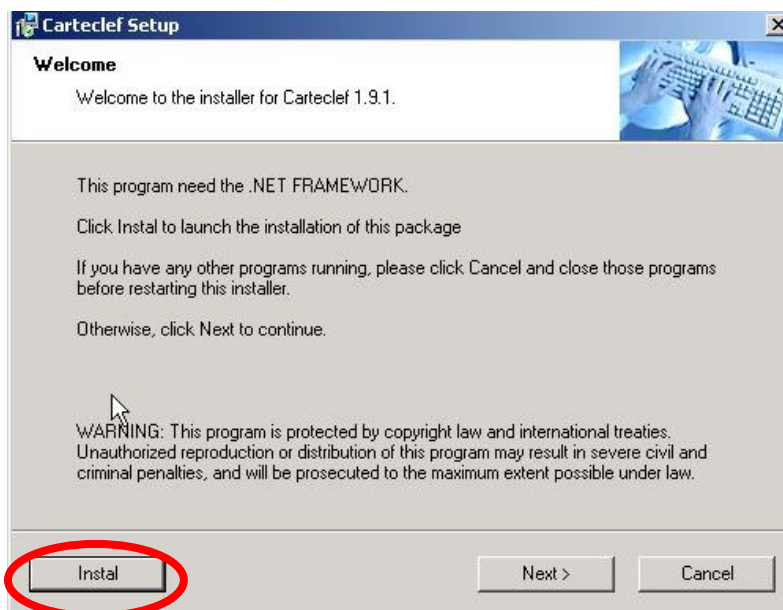 Carteclef Setup
Welcome
Welcome to the installer for Carteclef 1.9.1.
This program need the .NET FRAMEWORK.
Click Instal to launch the installation of this package
If you have any other programs running, please click Cancel and close those programs
before restarting this installer.
Otherwise, click Next to continue.
WARNING: This program is protected by copyright law and international treaties.
Unauthorized reproduction or distribution of this program may result in severe civil and
criminal penalties, and will be prosecuted to the maximum extent possible under law.
Instal
Next >
Cancel